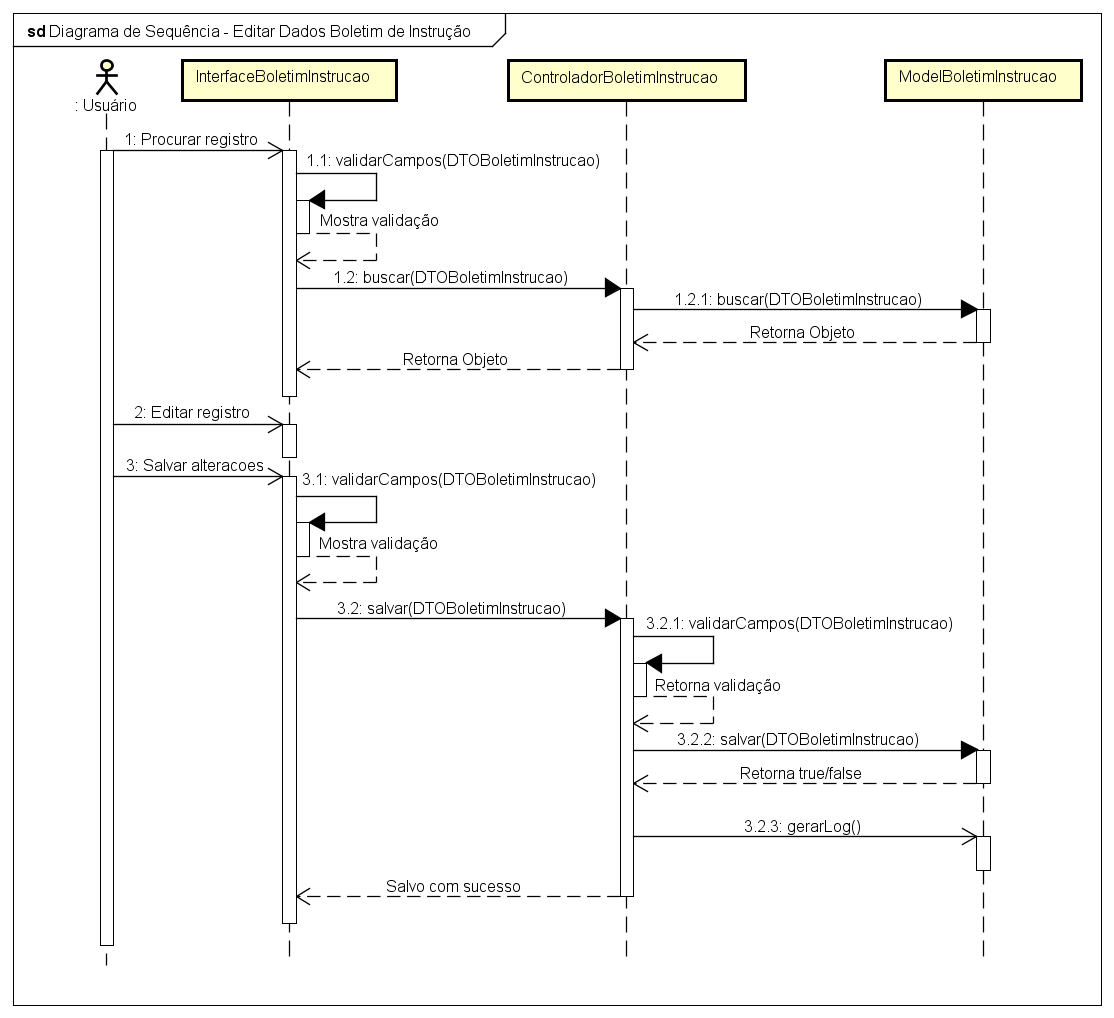 sd Diagrama de Sequência - Editar Dados Boletim de Instrução
: Usuário
InterfaceBoletimInstrucao
ControladorBoletimInstrucao
ModelBoletimInstrucao
1: Procurar registro
1.1: validarCampos(DTOBoletimInstrucao)
Mostra validação
1.2: buscar(DTOBoletimInstrucao)
1.2.1: buscar(DTOBoletimInstrucao)
Retorna Objeto
Retorna Objeto
2: Editar registro
3: Salvar alteracoes
3.1: validarCampos(DTOBoletimInstrucao)
Mostra validação
3.2: salvar(DTOBoletimInstrucao)
3.2.1: validarCampos(DTOBoletimInstrucao)
Retorna validação
3.2.2: salvar(DTOBoletimInstrucao)
Retorna true/false
3.2.3: gerarLog()
Salvo com sucesso